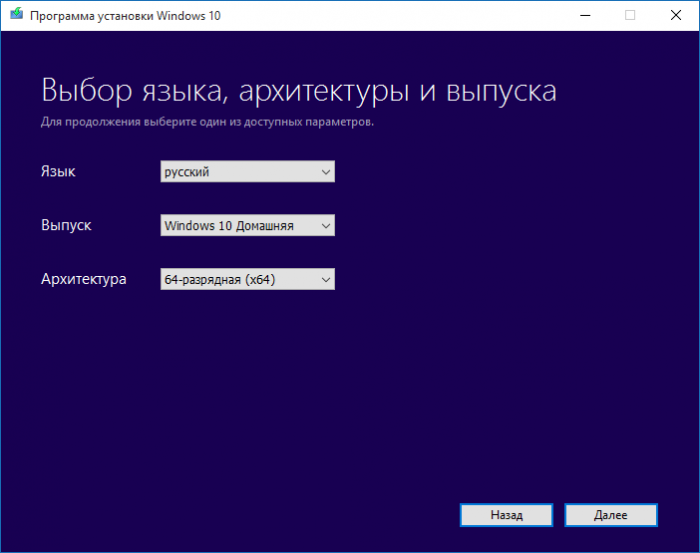 Программа установки Windows 10
Выбор языка, архитектуры и выпуска
Для продолжения выберите один из доступных параметров.
Язык русский
Выпуск Windows 10 Домашняя
Архитектура 64-разрядная (x64)
Назад Далее